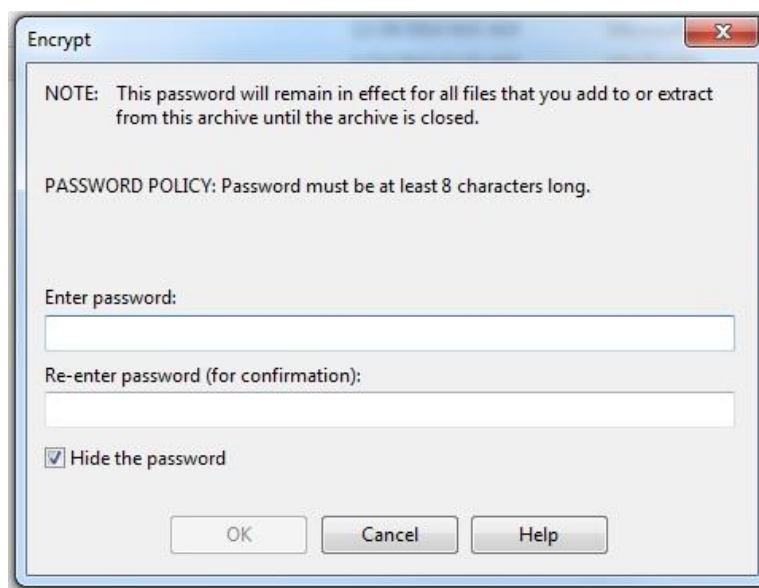 Encrypt
NOTE: This password will remain in effect for all files that you add to or extract
from this archive until the archive is closed.
PASSWORD POLICY: Password must be at least 8 characters long.
Enter password:
Re-enter password (for confirmation):
Hide the password
OK Cancel Help